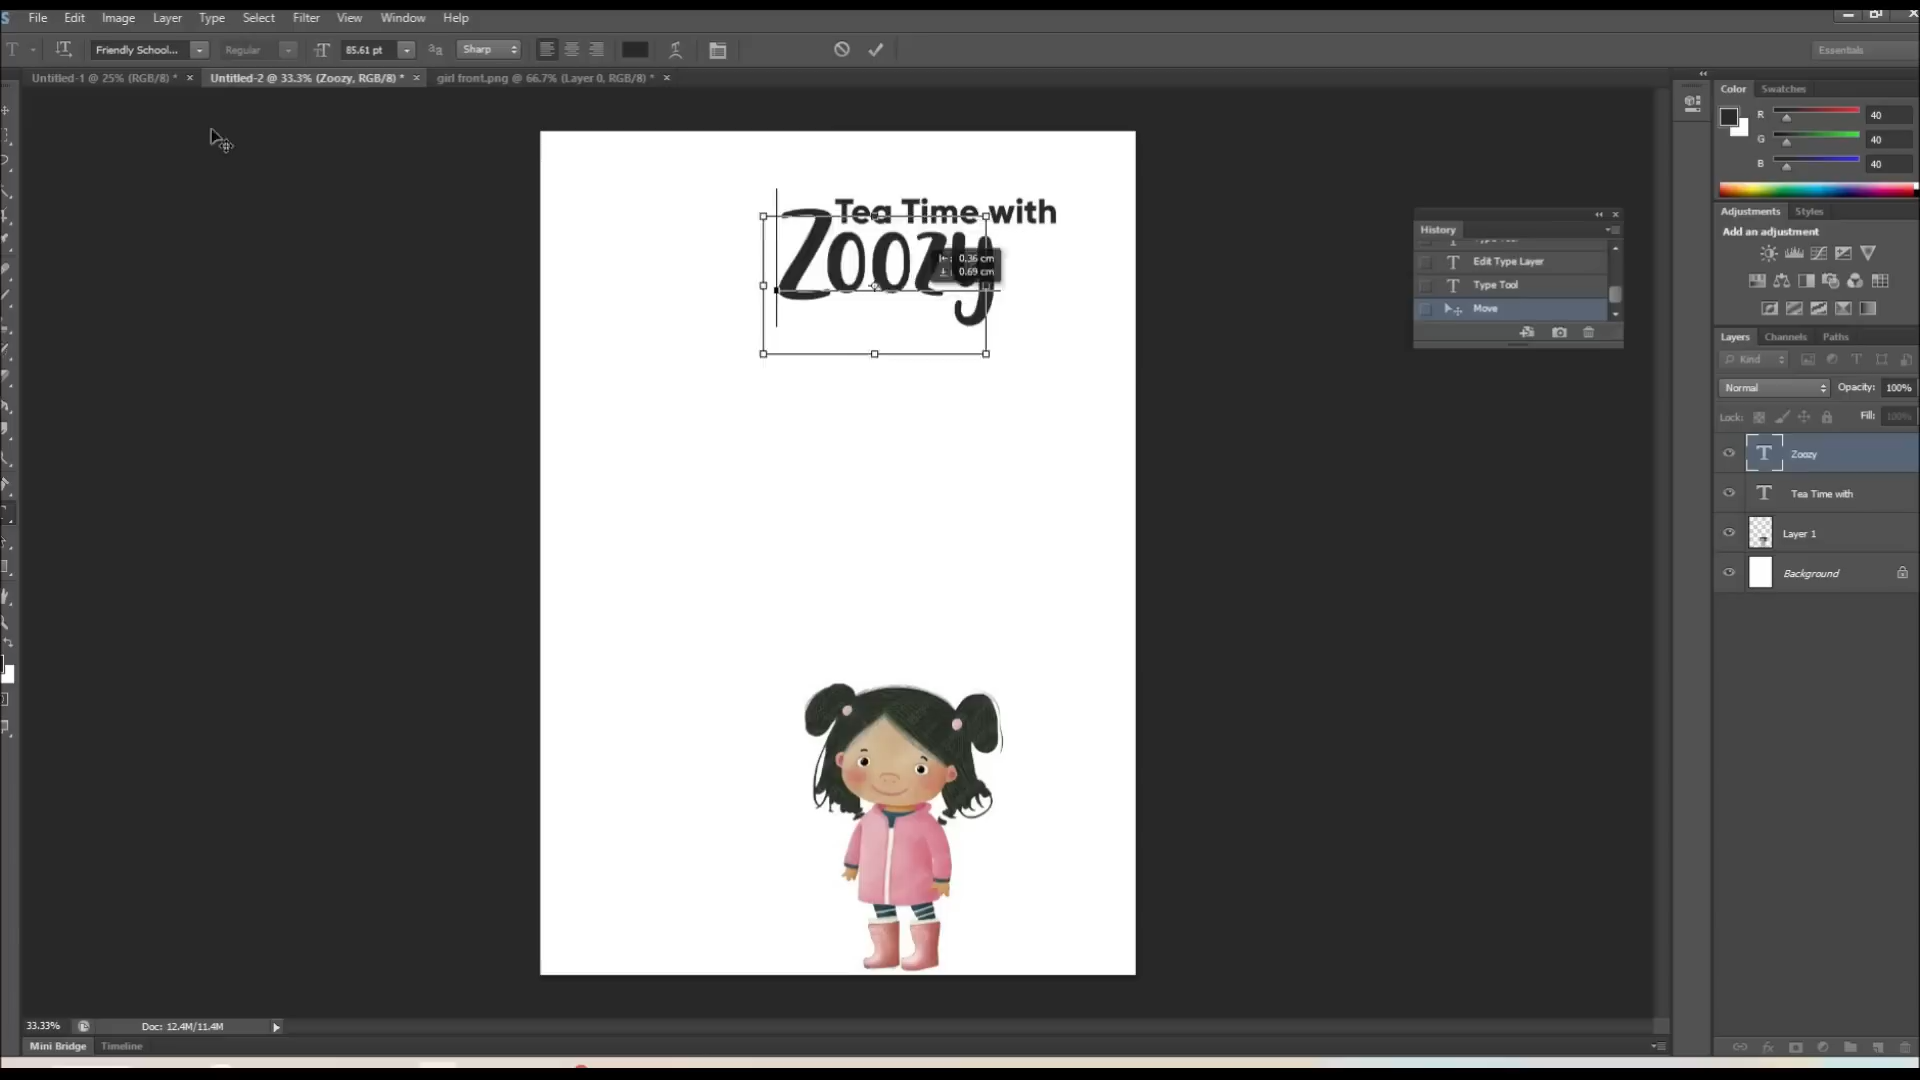 File Edit Image Layer Type Select Filter View Window Help
Friendly School... Regular 85.61 pt Sharp Essentials
Untitled-1 @ 25% (RGB/8) * × Untitled-2 @ 33.3% (Zoozy, RGB/8) * × girl front.png @ 66.7% (Layer 0, RGB/8) * ×
Tea Time with
Zoozy
0.36 cm
0.69 cm
History
Edit Type Layer
Type Tool
Move
Color Swatches
R 40
G 40
B 40
Adjustments Styles
Add an adjustment
Layers Channels Paths
Kind
Normal Opacity: 100%
Lock: Fill: 100%
Zoozy
Tea Time with
Layer 1
Background
33.33% Doc: 12.4M/11.4M
Mini Bridge Timeline